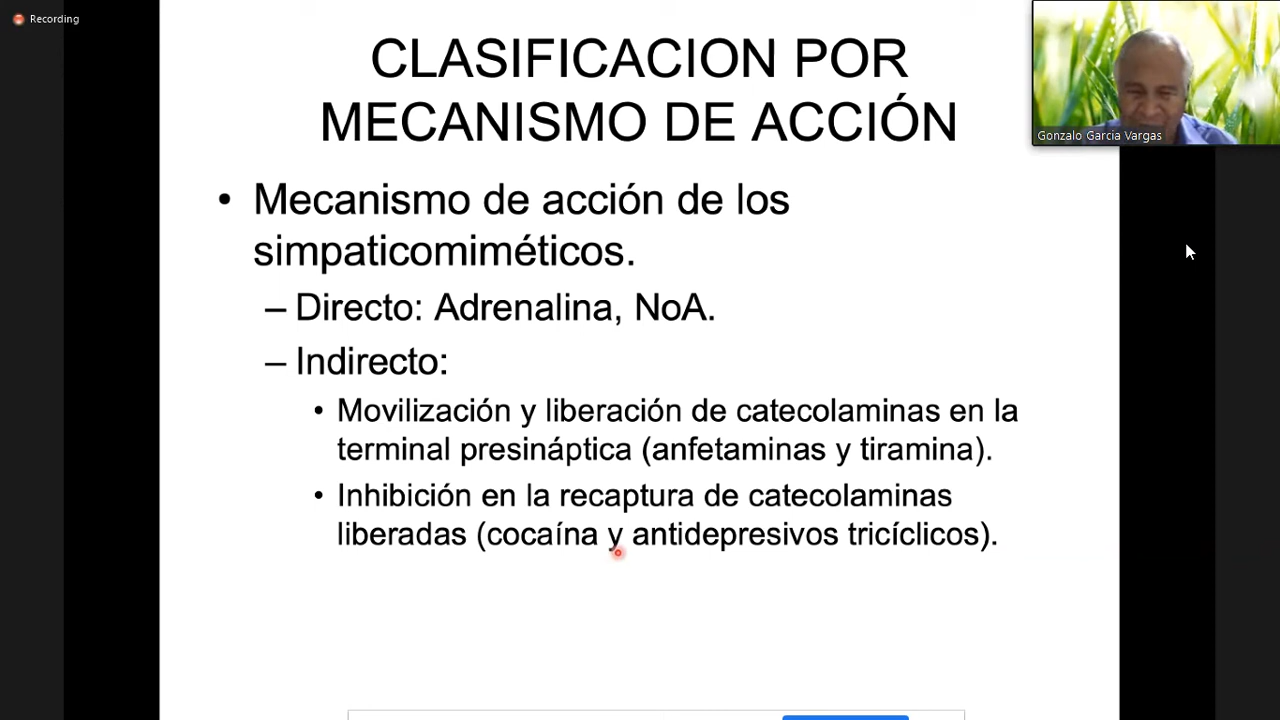 Recording
CLASIFICACION POR
MECANISMO DE ACCIÓN
Gonzalo Garcia Vargas
• Mecanismo de acción de los
simpaticomiméticos.
– Directo: Adrenalina, NoA.
– Indirecto:
• Movilización y liberación de catecolaminas en la
terminal presináptica (anfetaminas y tiramina).
• Inhibición en la recaptura de catecolaminas
liberadas (cocaína y antidepresivos tricíclicos).